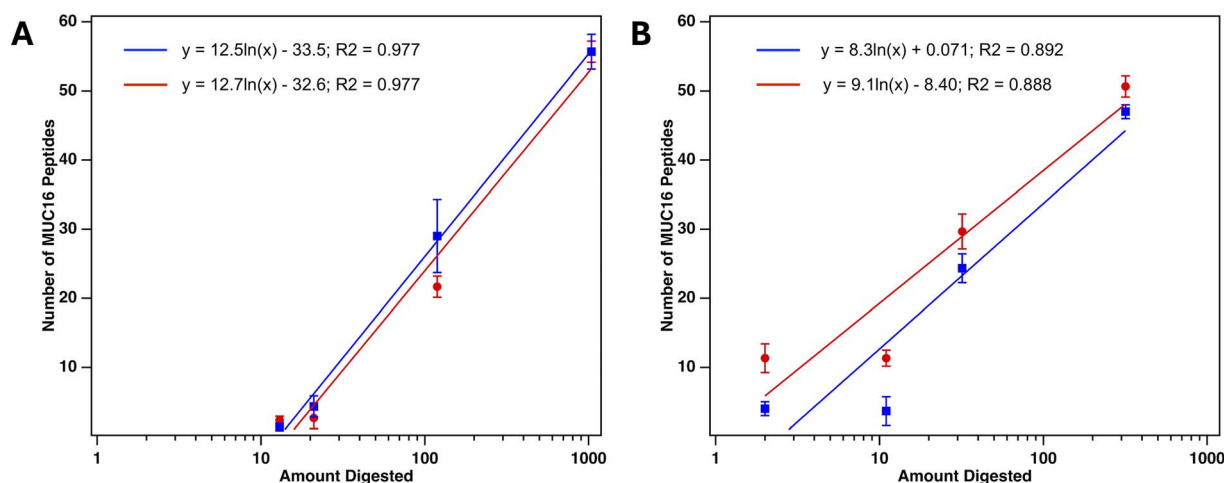 A
60
50
40
30
20
10
Number of MUC16 Peptides
y = 12.5ln(x) - 33.5; R2 = 0.977
y = 12.7ln(x) - 32.6; R2 = 0.977
1 10 100 1000
Amount Digested
B
60
50
40
30
20
10
Number of MUC16 Peptides
y = 8.3ln(x) + 0.071; R2 = 0.892
y = 9.1ln(x) - 8.40; R2 = 0.888
1 10 100 1000
Amount Digested